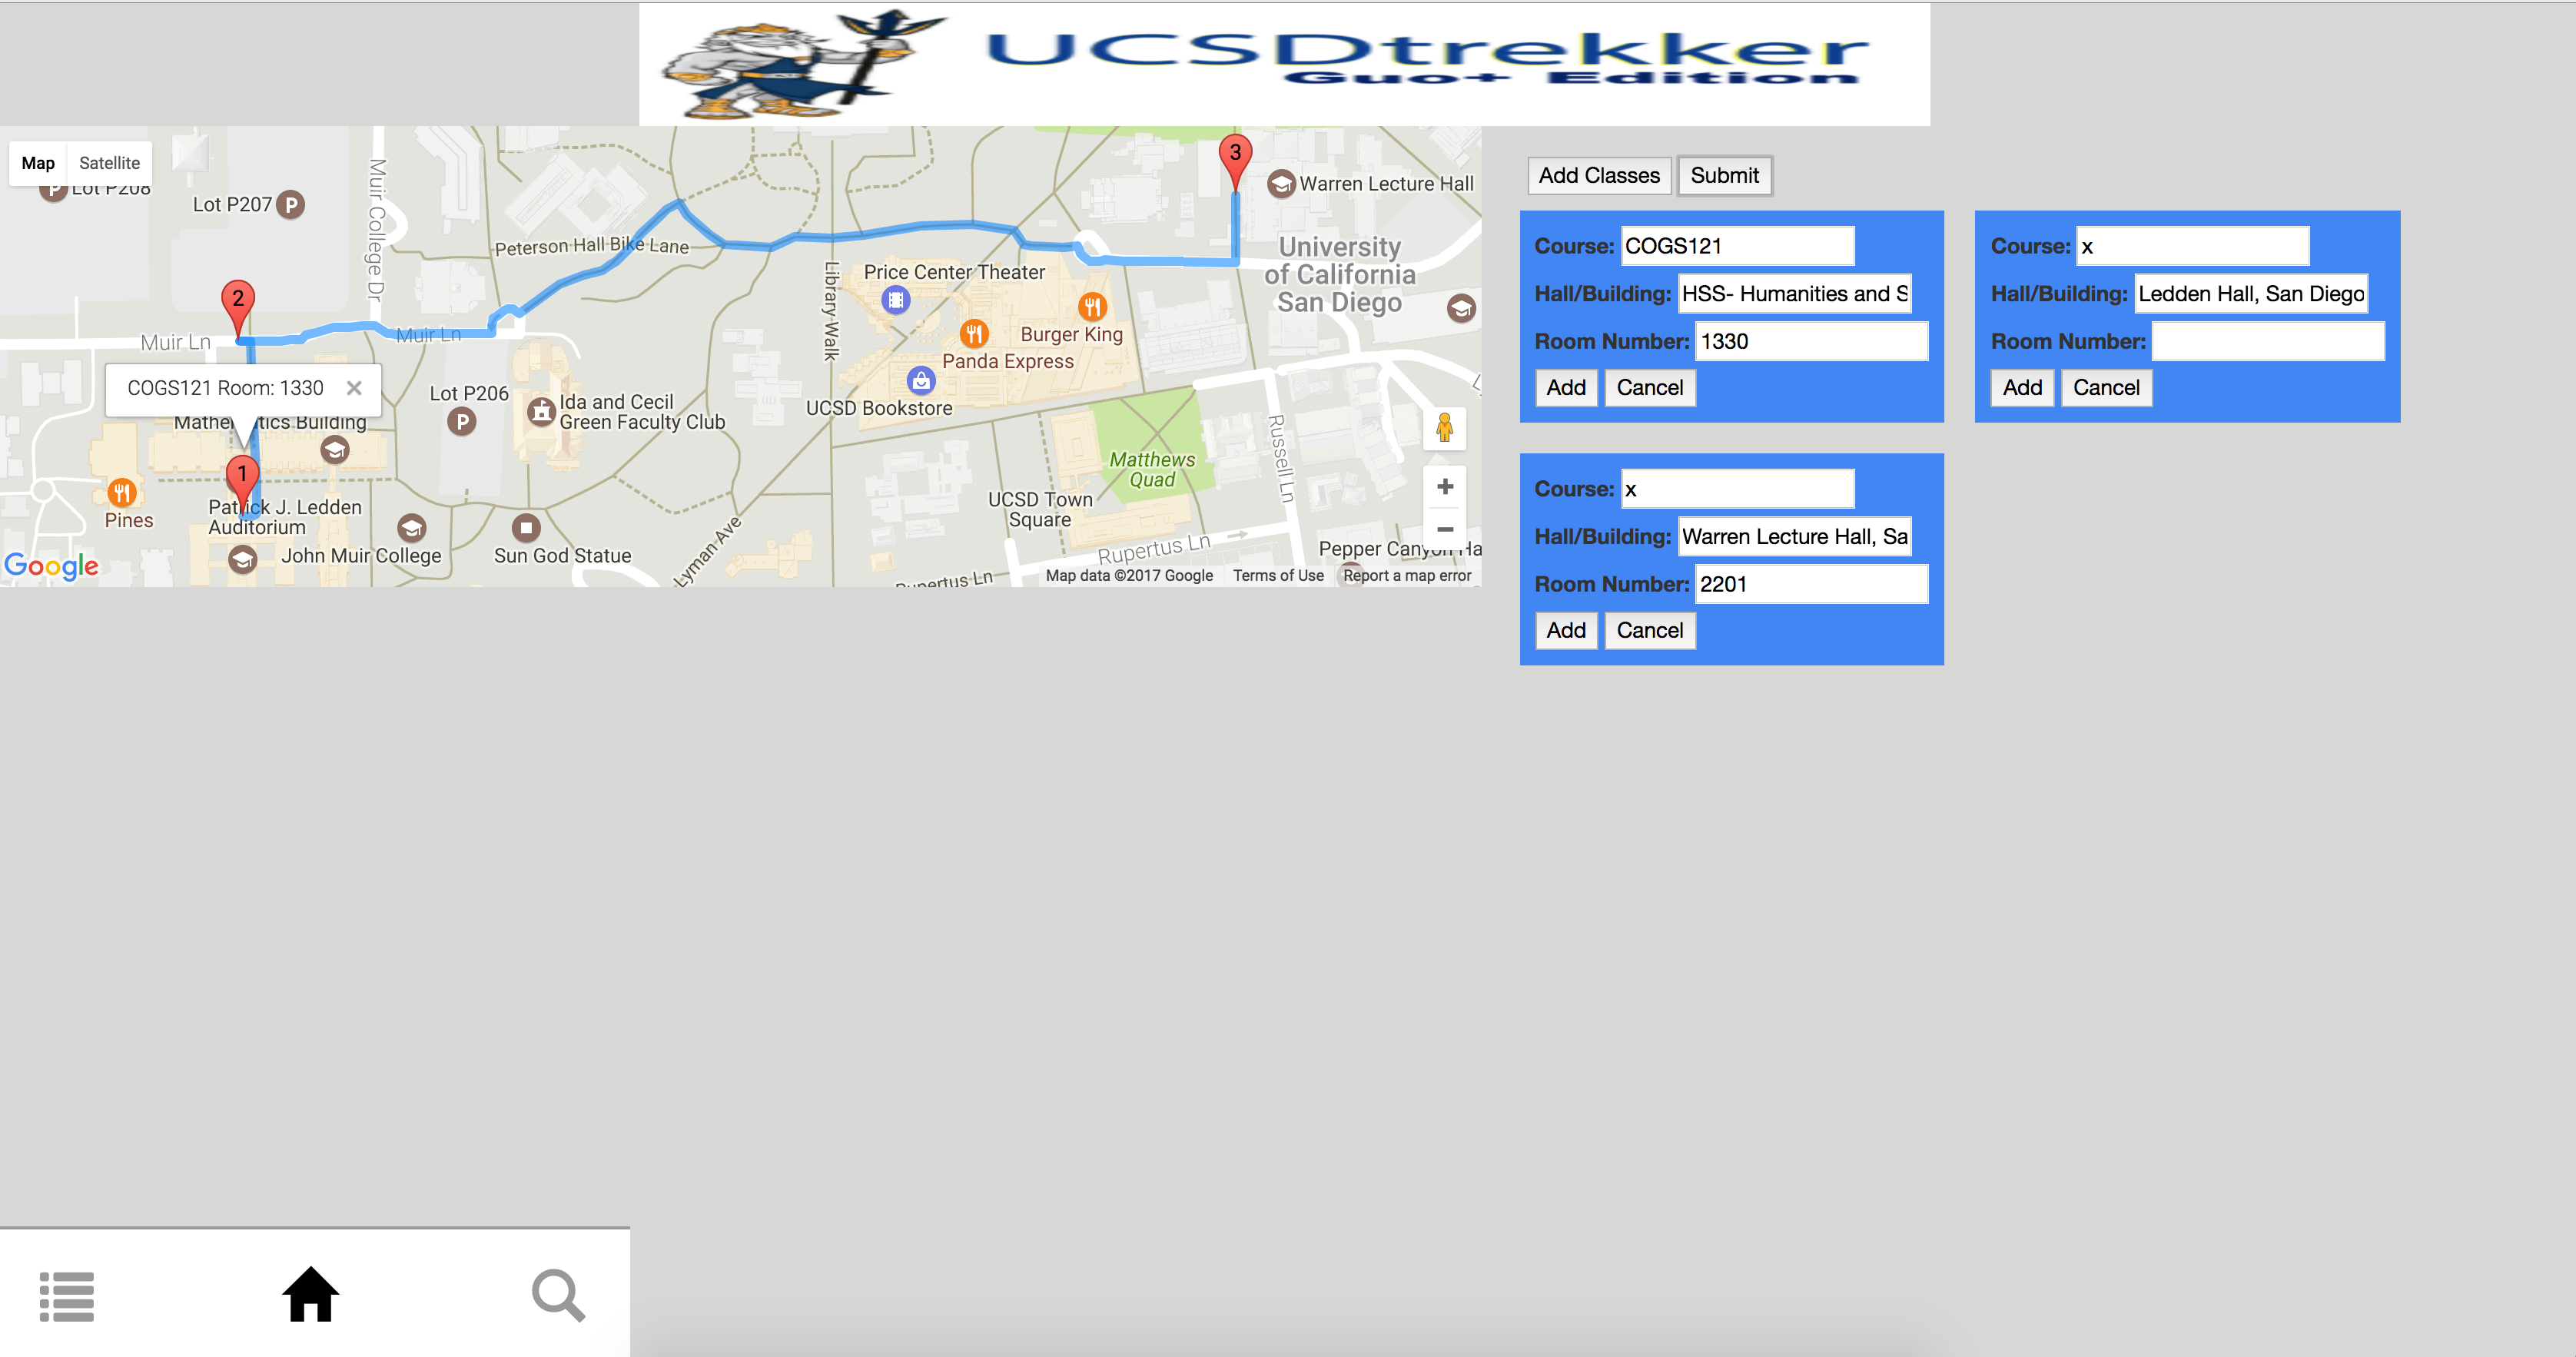 UCSDtrekker
Guo+ Edition
Map
Satellite
Lot P208
Lot P207
P
Muir College Dr
Peterson Hall Bike Lane
Library Walk
Price Center Theater
Burger King
Panda Express
UCSD Bookstore
3
Warren Lecture Hall
University
of California
San Diego
2
Muir Ln
Muir Ln
COGS121 Room: 1330
Mathematics Building
1
Lot P206
P
Ida and Cecil
Green Faculty Club
Matthews
Quad
Russell Ln
Pines
Patrick J. Ledden
Auditorium
John Muir College
Sun God Statue
Lyman Ave
UCSD Town
Square
Rupertus Ln
Rupertus Ln
Pepper Canyon Ha
Google
Map data ©2017 Google
Terms of Use
Report a map error
Add Classes
Submit
Course: COGS121
Hall/Building: HSS- Humanities and S
Room Number: 1330
Add
Cancel
Course: x
Hall/Building: Ledden Hall, San Diego
Room Number:
Add
Cancel
Course: x
Hall/Building: Warren Lecture Hall, Sa
Room Number: 2201
Add
Cancel